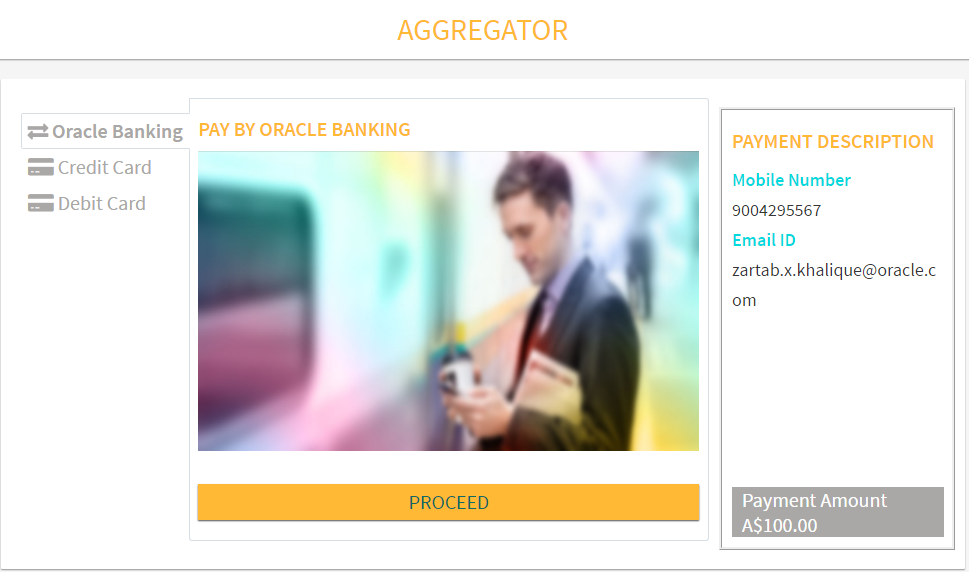 AGGREGATOR
Oracle Banking
Credit Card
Debit Card
PAY BY ORACLE BANKING
PROCEED
PAYMENT DESCRIPTION
Mobile Number
9004295567
Email ID
zartab.x.khalique@oracle.c
om
Payment Amount
A$100.00